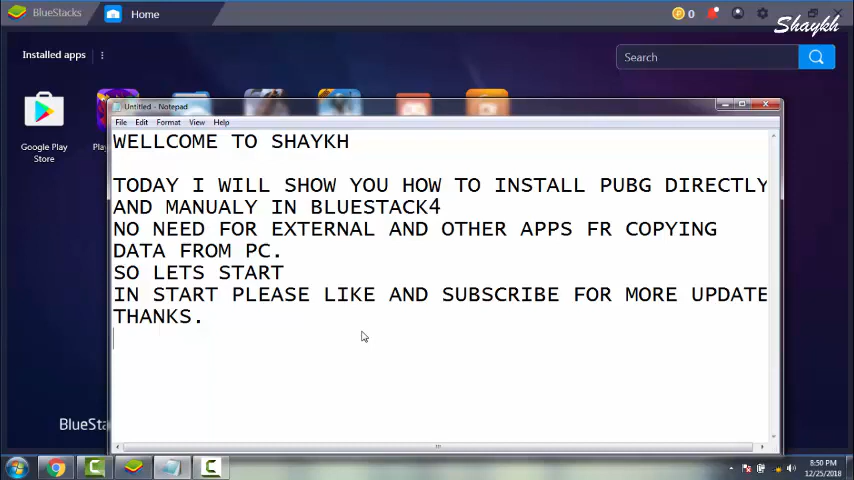 BlueStacks
Home
0
Shaykh
Installed apps
Search
Google Play
Store
Untitled - Notepad
File Edit Format View Help
WELLCOME TO SHAYKH
TODAY I WILL SHOW YOU HOW TO INSTALL PUBG DIRECTLY
AND MANUALY IN BLUESTACK4
NO NEED FOR EXTERNAL AND OTHER APPS FR COPYING
DATA FROM PC.
SO LETS START
IN START PLEASE LIKE AND SUBSCRIBE FOR MORE UPDATE
THANKS.
8:50 PM
12/25/2018